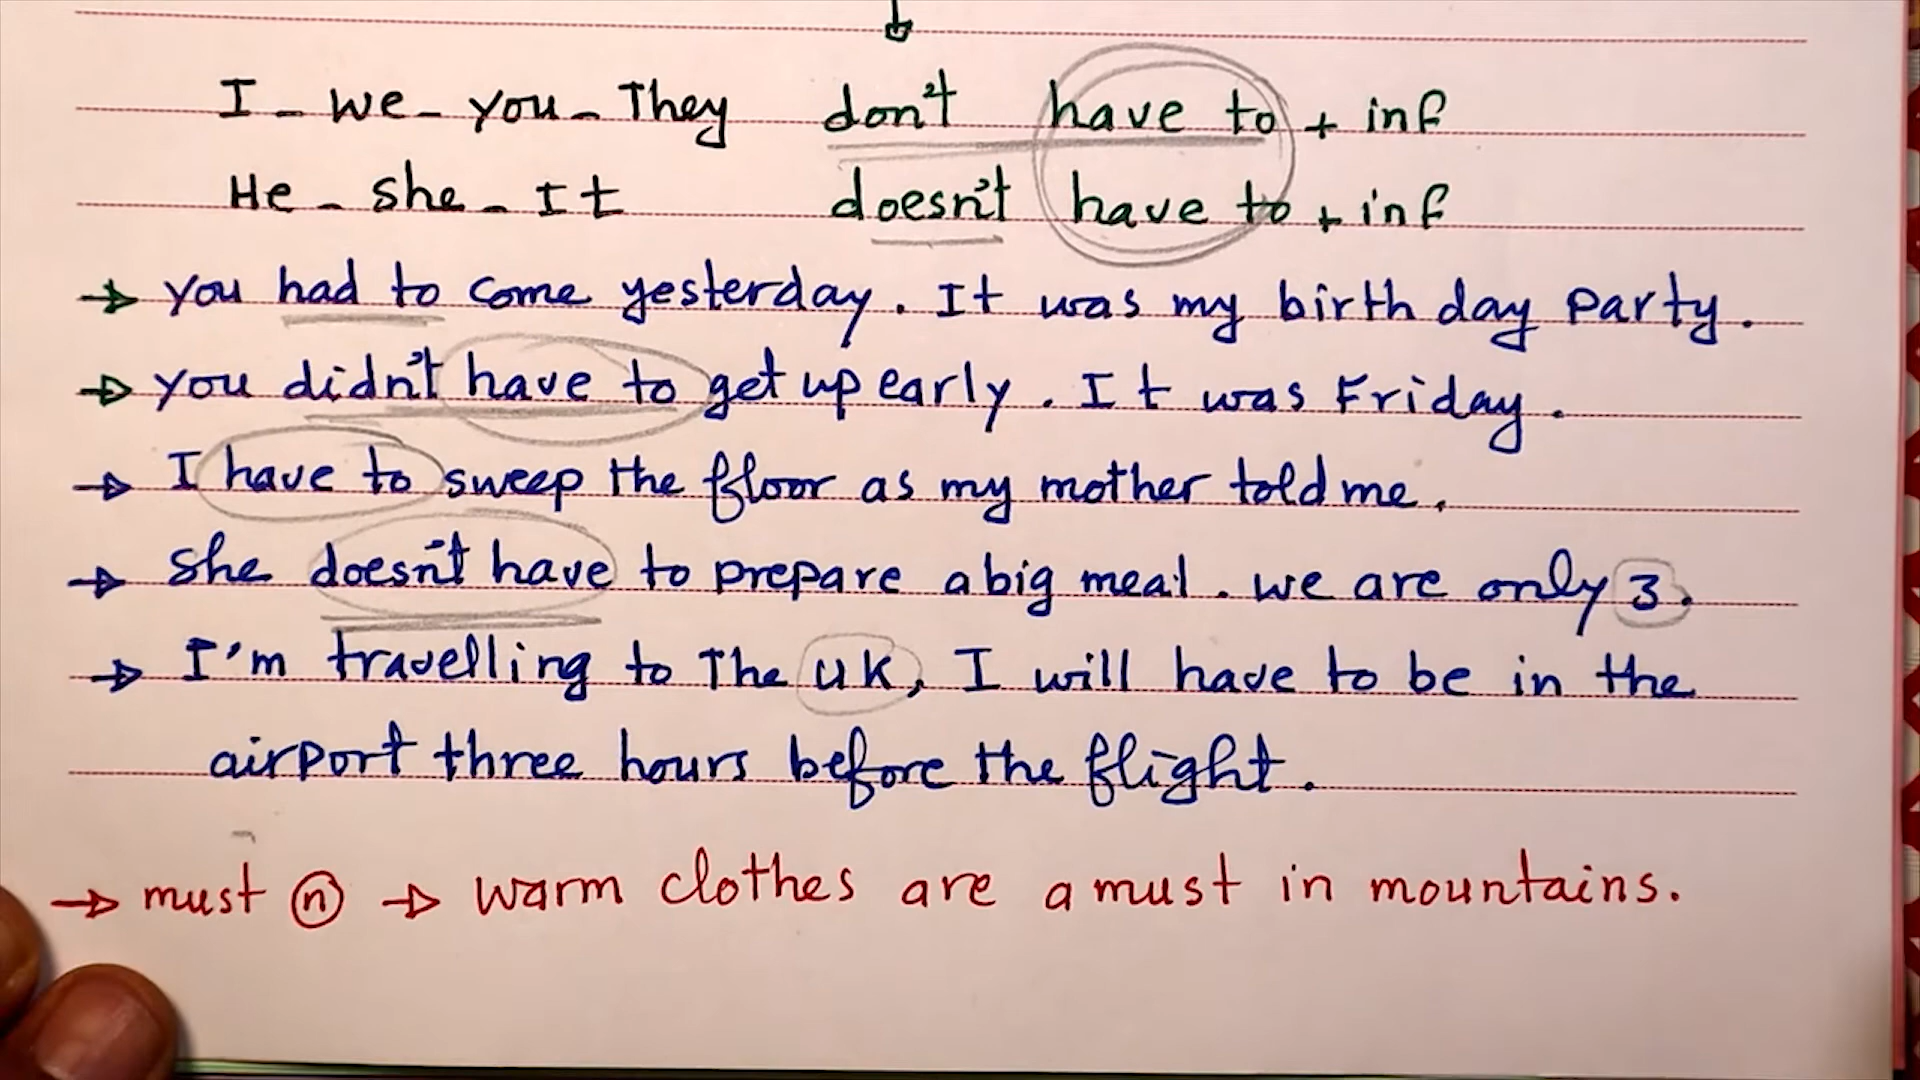 I - we - you - They don't have to + inf
He - she - It doesn't have to + inf
→ you had to come yesterday. It was my birth day party.
→ you didn't have to get up early. It was Friday.
→ I have to sweep the floor as my mother told me.
→ she doesn't have to prepare a big meal. we are only 3.
→ I'm travelling to The UK, I will have to be in the
airport three hours before the flight.
→ must ⓝ → warm clothes are a must in mountains.